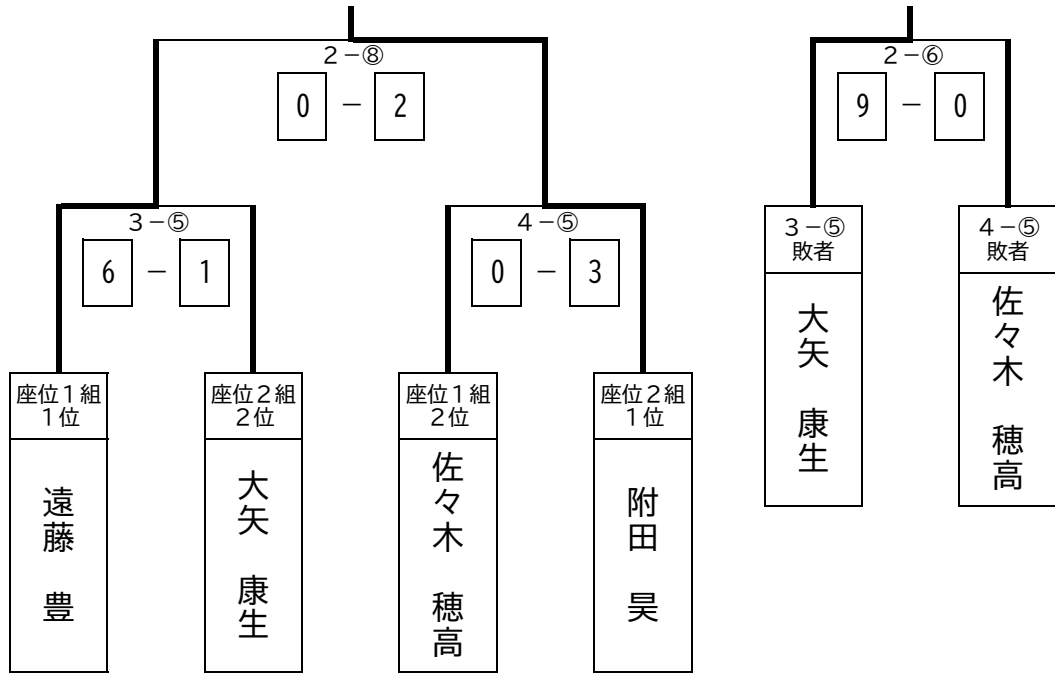 2－⑧
0 － 2
2－⑥
9 － 0
3－⑤
6 － 1
4－⑤
0 － 3
3－⑤
敗者
大矢　康生
4－⑤
敗者
佐々木　穂高
座位1組
1位
遠藤　豊
座位2組
2位
大矢　康生
座位1組
2位
佐々木　穂高
座位2組
1位
附田　昊